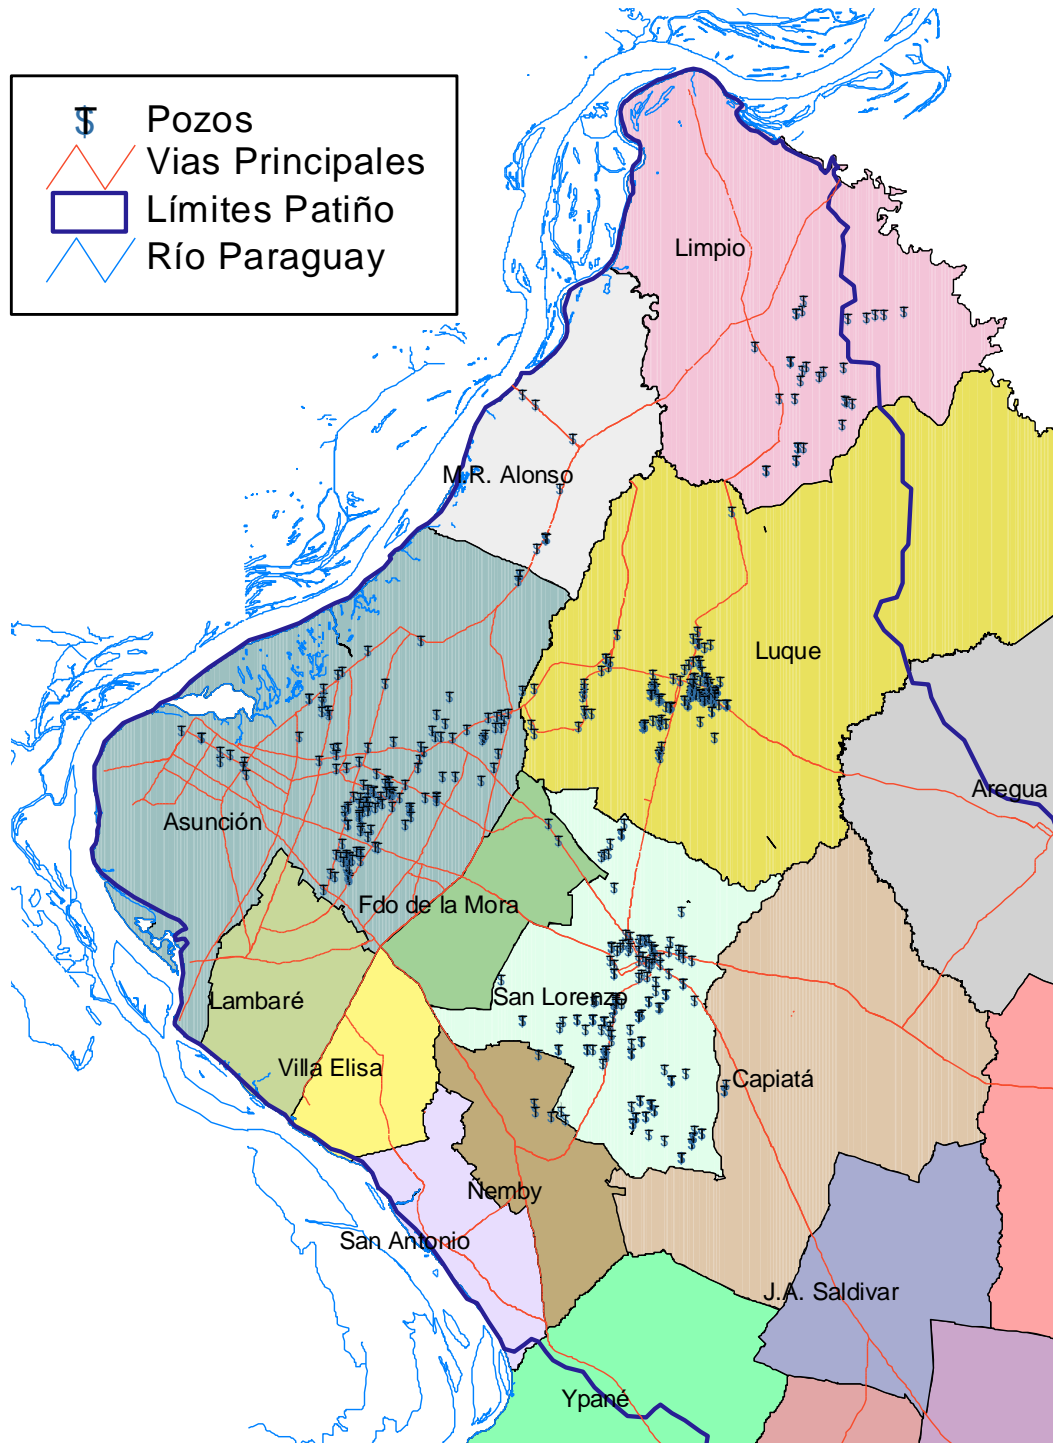 Pozos
Vias Principales
Límites Patiño
Río Paraguay
Limpio
M.R. Alonso
Luque
Aregua
Asunción
Fdo de la Mora
Lambaré
San Lorenzo
Villa Elisa
Capiatá
Ñemby
San Antonio
J.A. Saldivar
Ypané